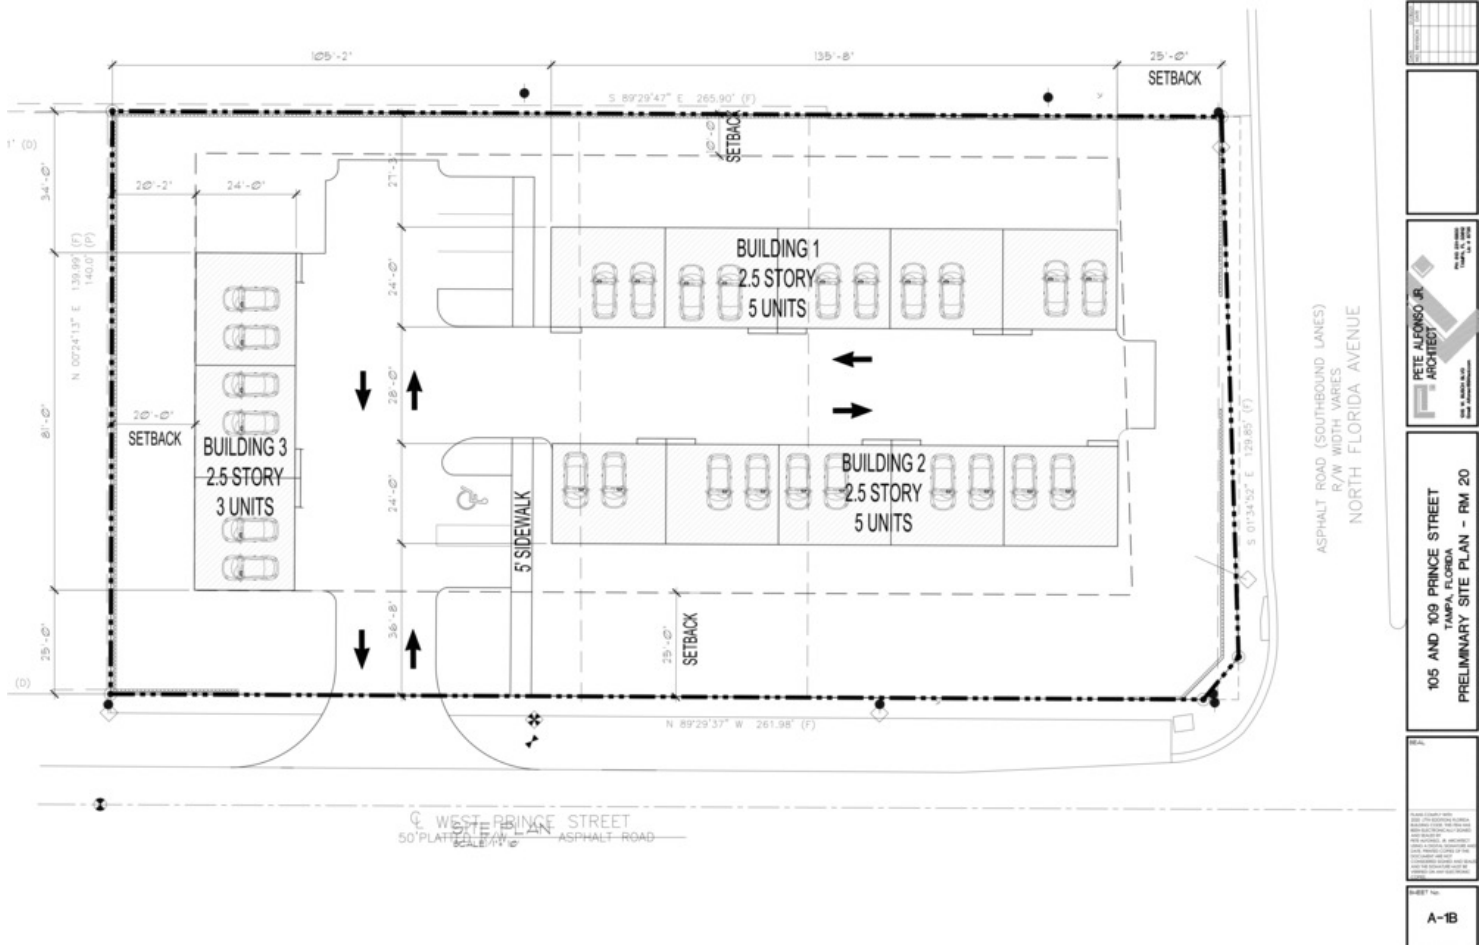 105'-2"
135'-8"
25'-0"
SETBACK
S 89°29'47" E 265.90' (F)
1' (D)
34'-0"
20'-2"
24'-0"
27'-3
10'-0"
SETBACK
N 00°24'13" E 139.99' (F)
140.0' (P)
BUILDING 1
2.5 STORY
5 UNITS
24'-0"
28'-0"
81'-0"
20'-0"
SETBACK
BUILDING 3
2.5 STORY
3 UNITS
BUILDING 2
2.5 STORY
5 UNITS
24'-0"
5' SIDEWALK
36'-8"
25'-0"
25'-0"
SETBACK
(D)
N 89°29'37" W 261.98' (F)
S 01°34'52" E 129.85' (F)
ASPHALT ROAD (SOUTHBOUND LANES)
R/W WIDTH VARIES
NORTH FLORIDA AVENUE
WEST PRINCE STREET
SITE PLAN
50' PLATTED R/W ASPHALT ROAD
PETE ALFONSO JR.
ARCHITECT
105 AND 109 PRINCE STREET
TAMPA, FLORIDA
PRELIMINARY SITE PLAN - RM 20
SEAL
SHEET No.
A-1B